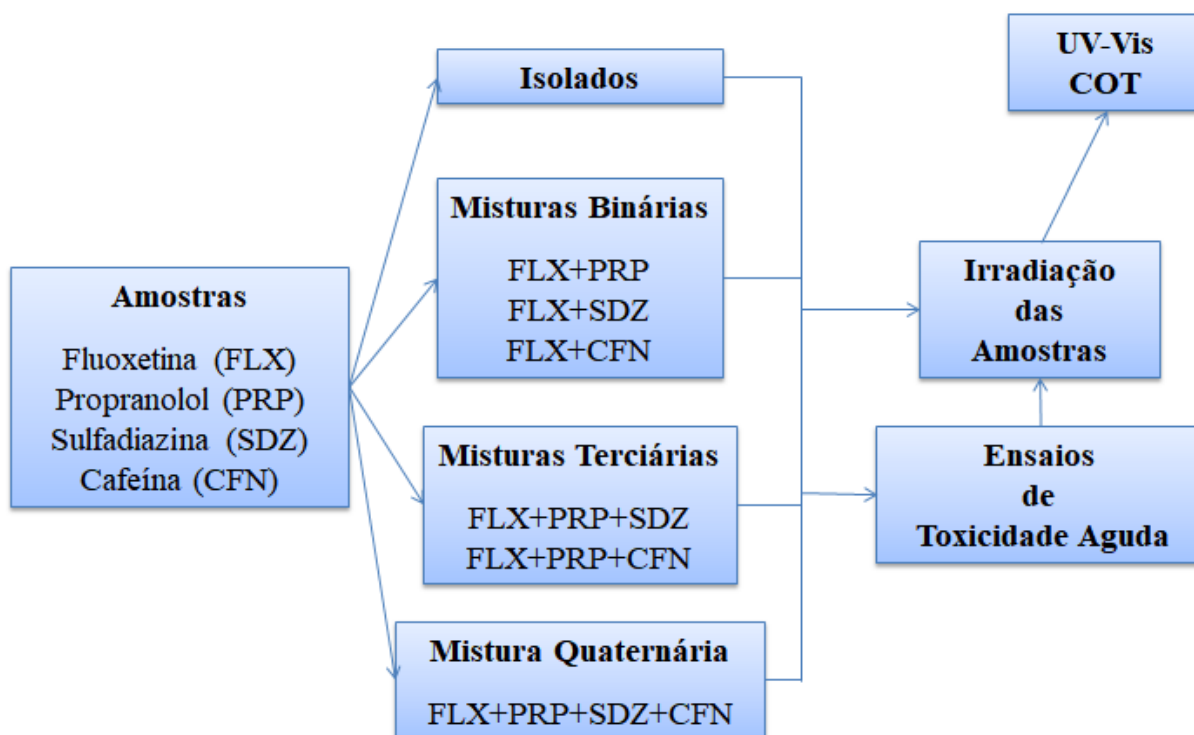 Amostras
Fluoxetina (FLX)
Propranolol (PRP)
Sulfadiazina (SDZ)
Cafeína (CFN)
Isolados
Misturas Binárias
FLX+PRP
FLX+SDZ
FLX+CFN
Misturas Terciárias
FLX+PRP+SDZ
FLX+PRP+CFN
Mistura Quaternária
FLX+PRP+SDZ+CFN
UV-Vis
COT
Irradiação
das
Amostras
Ensaios
de
Toxicidade Aguda